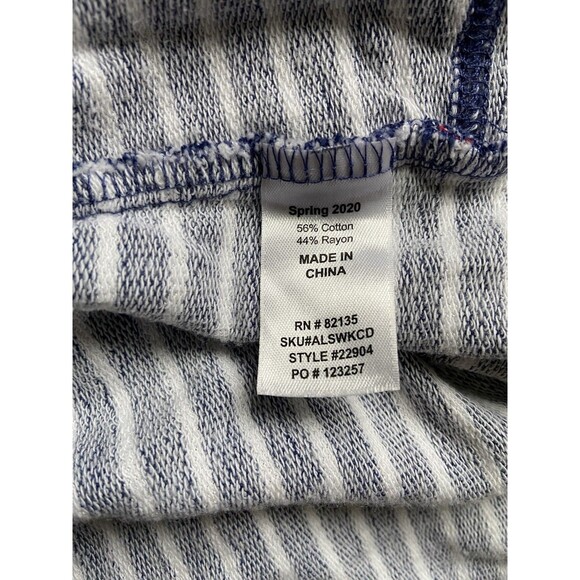 Spring 2020
56% Cotton
44% Rayon
MADE IN
CHINA
RN # 82135
SKU#ALSWKCD
STYLE #22904
PO # 123257